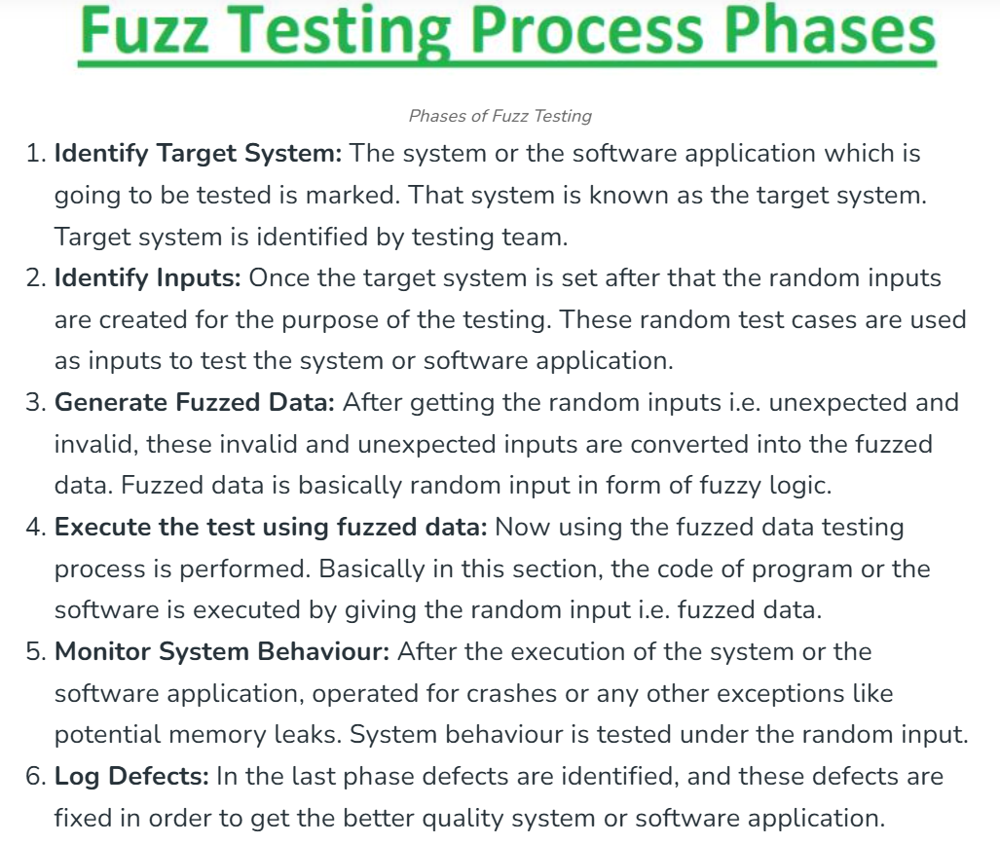 Fuzz Testing Process Phases
Phases of Fuzz Testing
1. Identify Target System: The system or the software application which is
going to be tested is marked. That system is known as the target system.
Target system is identified by testing team.
2. Identify Inputs: Once the target system is set after that the random inputs
are created for the purpose of the testing. These random test cases are used
as inputs to test the system or software application.
3. Generate Fuzzed Data: After getting the random inputs i.e. unexpected and
invalid, these invalid and unexpected inputs are converted into the fuzzed
data. Fuzzed data is basically random input in form of fuzzy logic.
4. Execute the test using fuzzed data: Now using the fuzzed data testing
process is performed. Basically in this section, the code of program or the
software is executed by giving the random input i.e. fuzzed data.
5. Monitor System Behaviour: After the execution of the system or the
software application, operated for crashes or any other exceptions like
potential memory leaks. System behaviour is tested under the random input.
6. Log Defects: In the last phase defects are identified, and these defects are
fixed in order to get the better quality system or software application.